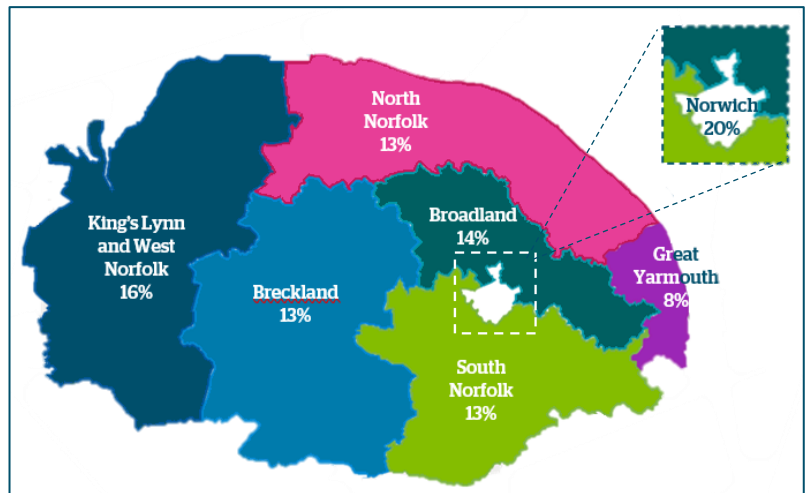 North
Norfolk
13%
Norwich
20%
King's Lynn
and West
Norfolk
16%
Broadland
14%
Great
Yarmouth
8%
Breckland
13%
South
Norfolk
13%